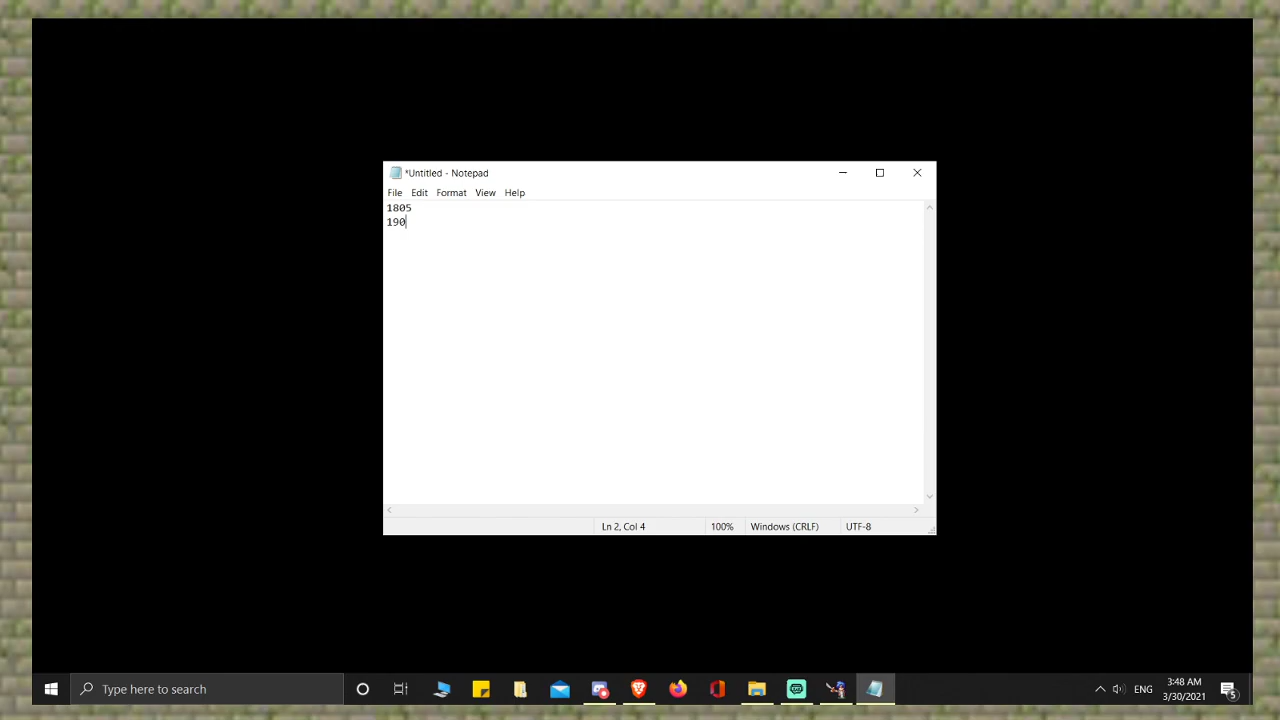 *Untitled - Notepad
File Edit Format View Help
1805
190
Ln 2, Col 4 100% Windows (CRLF) UTF-8
Type here to search
ENG
3:48 AM
3/30/2021
5